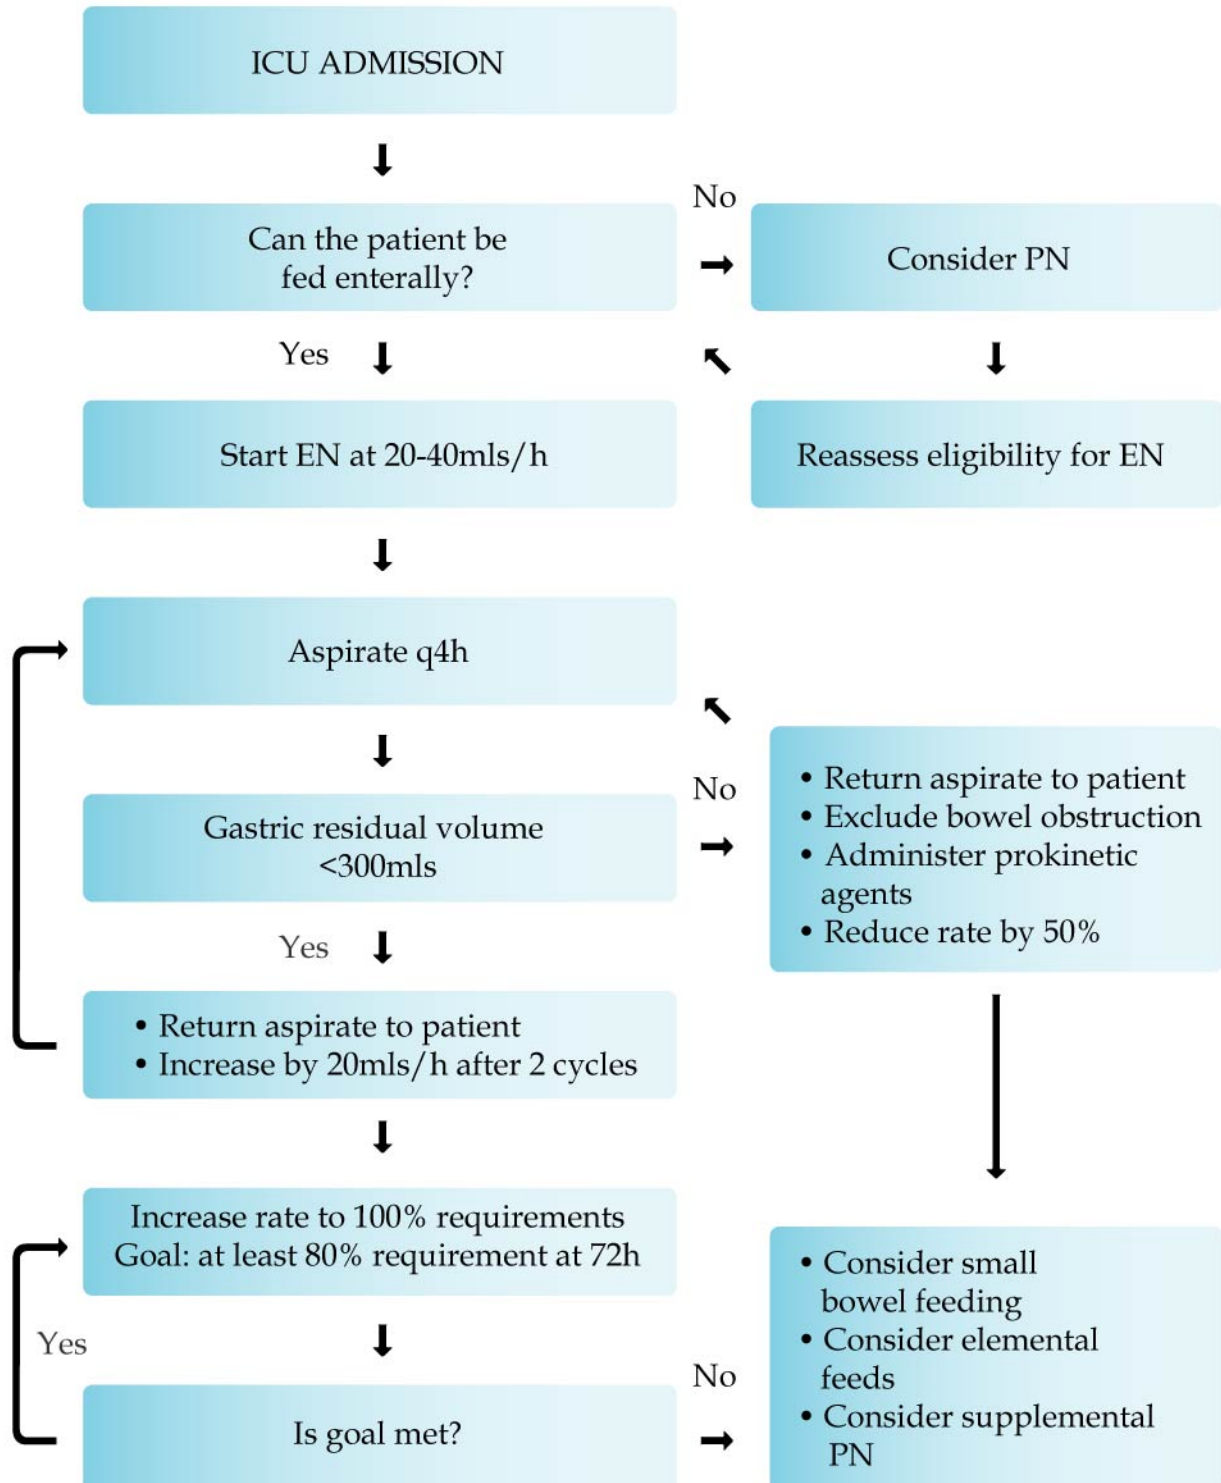 ICU ADMISSION
Can the patient be
fed enterally?
No
Consider PN
Yes
Start EN at 20-40mls/h
Reassess eligibility for EN
Aspirate q4h
Gastric residual volume
<300mls
No
• Return aspirate to patient
• Exclude bowel obstruction
• Administer prokinetic
agents
• Reduce rate by 50%
Yes
• Return aspirate to patient
• Increase by 20mls/h after 2 cycles
Increase rate to 100% requirements
Goal: at least 80% requirement at 72h
Yes
Is goal met?
No
• Consider small
bowel feeding
• Consider elemental
feeds
• Consider supplemental
PN